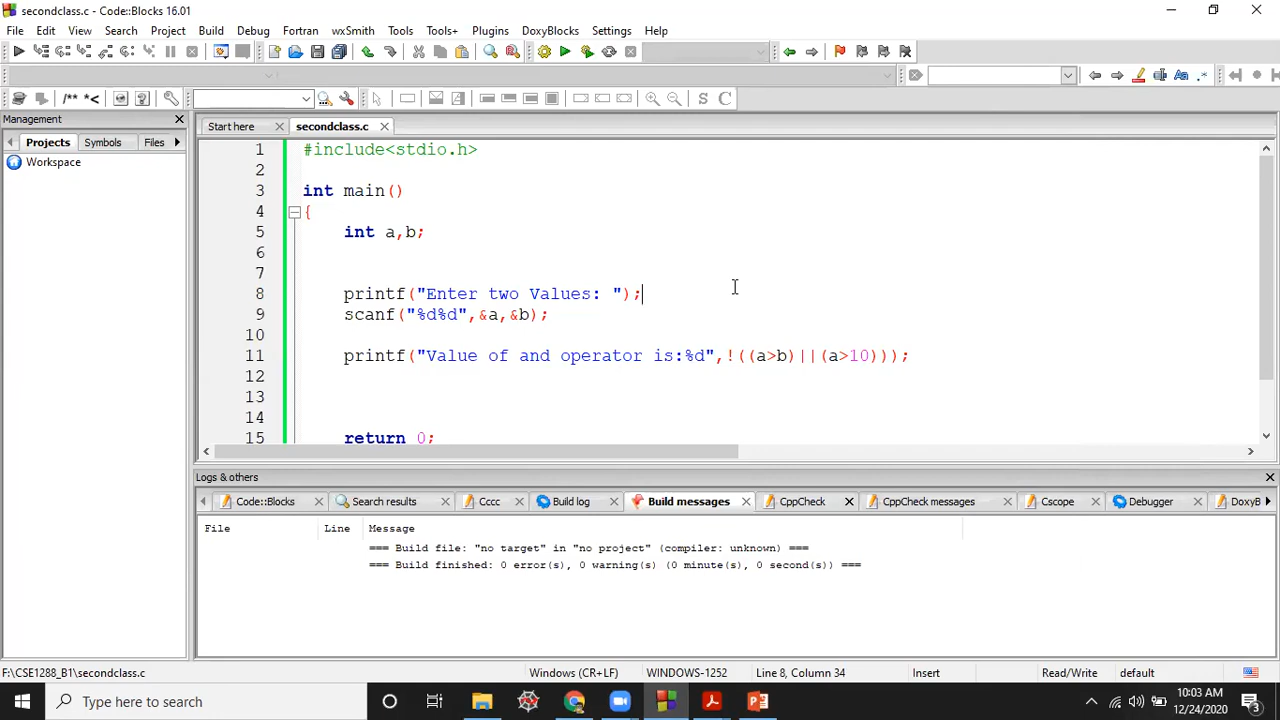 secondclass.c - Code::Blocks 16.01
File Edit View Search Project Build Debug Fortran wxSmith Tools Tools+ Plugins DoxyBlocks Settings Help
/** *<
S C
Management
Start here secondclass.c
Projects Symbols Files
Workspace
1 #include<stdio.h>
2
3 int main()
4 {
5 int a,b;
6
7
8 printf("Enter two Values: ");
9 scanf("%d%d",&a,&b);
10
11 printf("Value of and operator is:%d",!((a>b)||(a>10)));
12
13
14
15 return 0;
Logs & others
Code::Blocks Search results Cccc Build log Build messages CppCheck CppCheck messages Cscope Debugger DoxyB
File Line Message
=== Build file: "no target" in "no project" (compiler: unknown) ===
=== Build finished: 0 error(s), 0 warning(s) (0 minute(s), 0 second(s)) ===
F:\CSE1288_B1\secondclass.c Windows (CR+LF) WINDOWS-1252 Line 8, Column 34 Insert Read/Write default
Type here to search
10:03 AM
12/24/2020
3